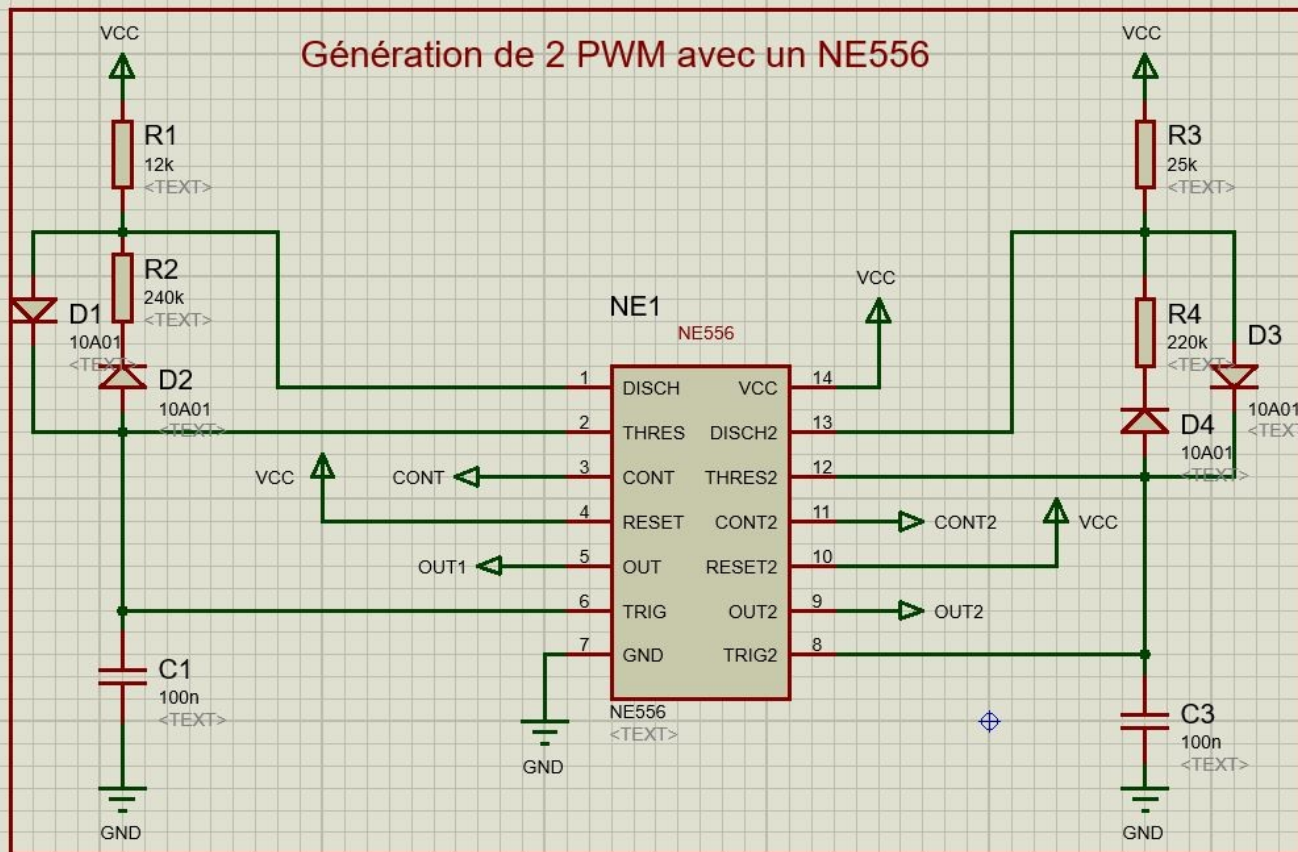 VCC
Génération de 2 PWM avec un NE556
VCC
R1
12k
<TEXT>
R3
25k
<TEXT>
R2
240k
<TEXT>
D1
10A01
<TEXT>
D2
10A01
<TEXT>
NE1
NE556
VCC
R4
220k
<TEXT>
D3
10A01
<TEXT>
D4
10A01
<TEXT>
1 DISCH VCC 14
2 THRES DISCH2 13
VCC CONT 3 CONT THRES2 12
4 RESET CONT2 11 CONT2 VCC
OUT1 5 OUT RESET2 10
6 TRIG OUT2 9 OUT2
7 GND TRIG2 8
C1
100n
<TEXT>
NE556
<TEXT>
GND
C3
100n
<TEXT>
GND
GND